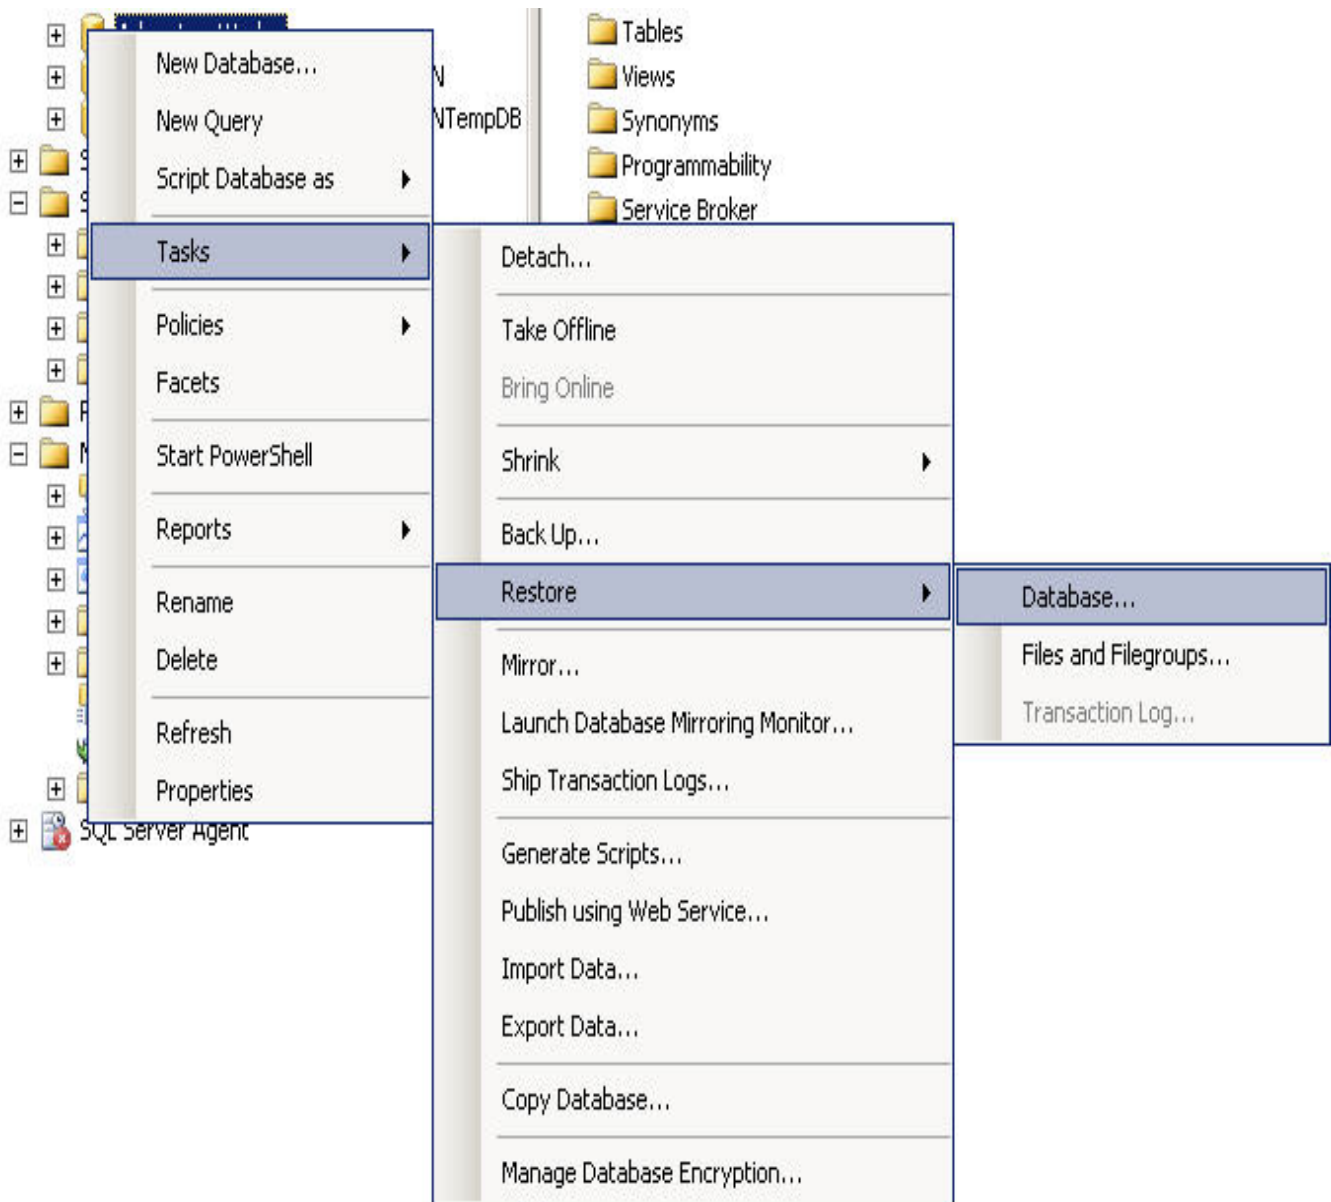 Tables
Views
Synonyms
Programmability
Service Broker
N
NTempDB
New Database...
New Query
Script Database as
Tasks
Policies
Facets
Start PowerShell
Reports
Rename
Delete
Refresh
Properties
SQL Server Agent
Detach...
Take Offline
Bring Online
Shrink
Back Up...
Restore
Mirror...
Launch Database Mirroring Monitor...
Ship Transaction Logs...
Generate Scripts...
Publish using Web Service...
Import Data...
Export Data...
Copy Database...
Manage Database Encryption...
Database...
Files and Filegroups...
Transaction Log...